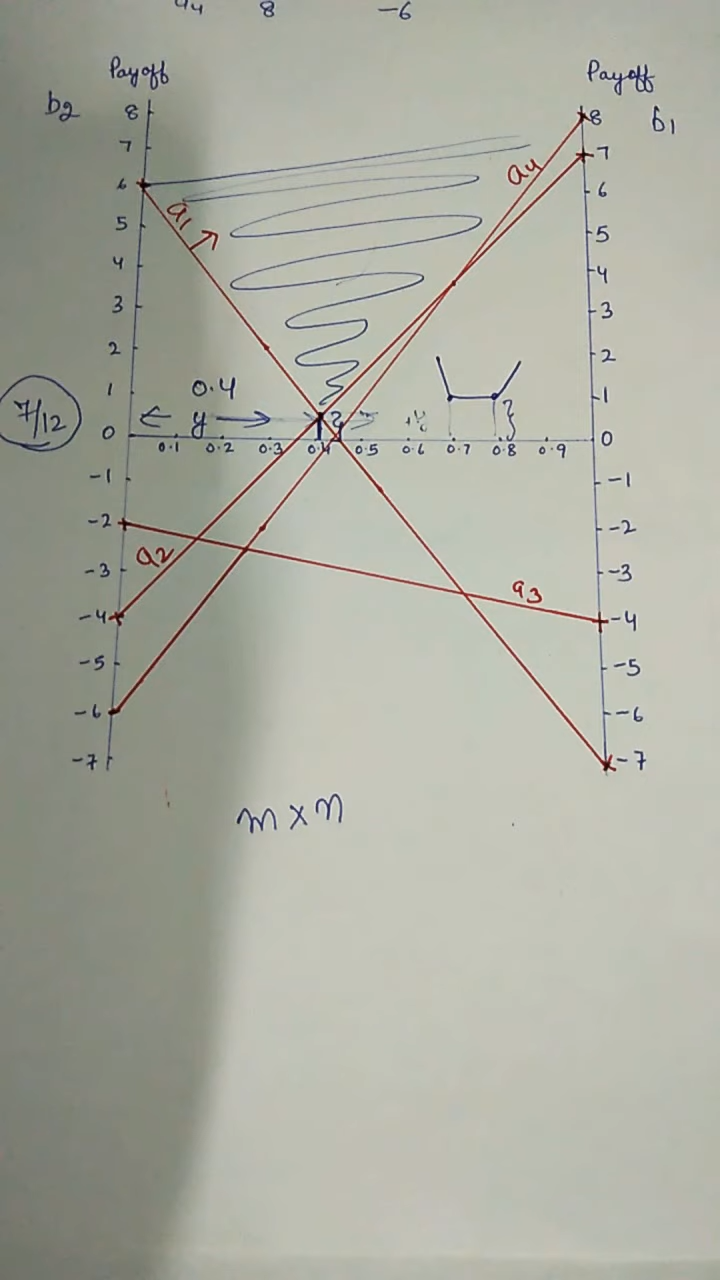 a4 8 -6
Payoff Payoff
b2 b1
8 8
7 7
6 6
a1 a4
5 5
4 4
3 3
2 2
1 1
0.4
7/12
y
0 0.1 0.2 0.3 0.4 0.5 0.6 0.7 0.8 0.9 0
-1 -1
-2 -2
a2 a3
-3 -3
-4 -4
-5 -5
-6 -6
-7 -7
m x n